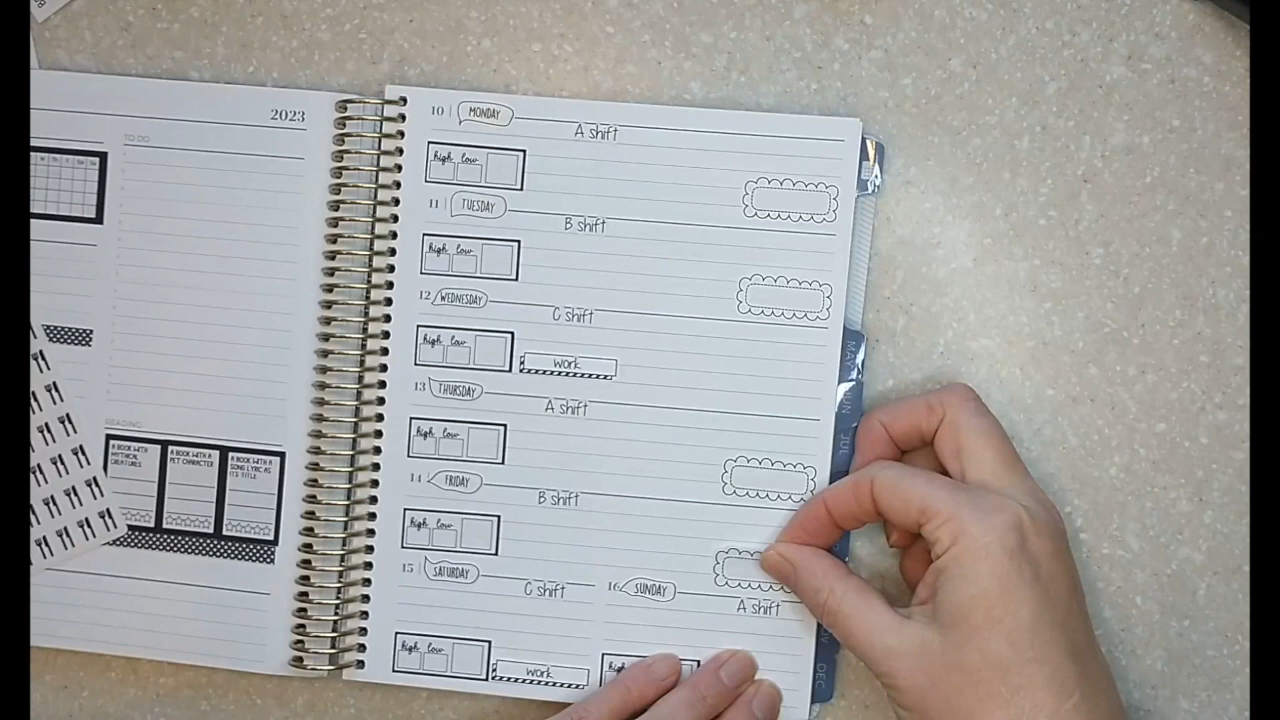 2023
TO DO
READING
A BOOK WITH
MYTHICAL
CREATURES
A BOOK WITH A
PET CHARACTER
A BOOK WITH A
SONG LYRIC AS
ITS TITLE
10 MONDAY
A shift
high low
11 TUESDAY
B shift
high low
12 WEDNESDAY
C shift
high low
work
13 THURSDAY
A shift
high low
14 FRIDAY
B shift
high low
15 SATURDAY
C shift
high low
work
16 SUNDAY
A shift
high
MAY
JUN
JUL
DEC